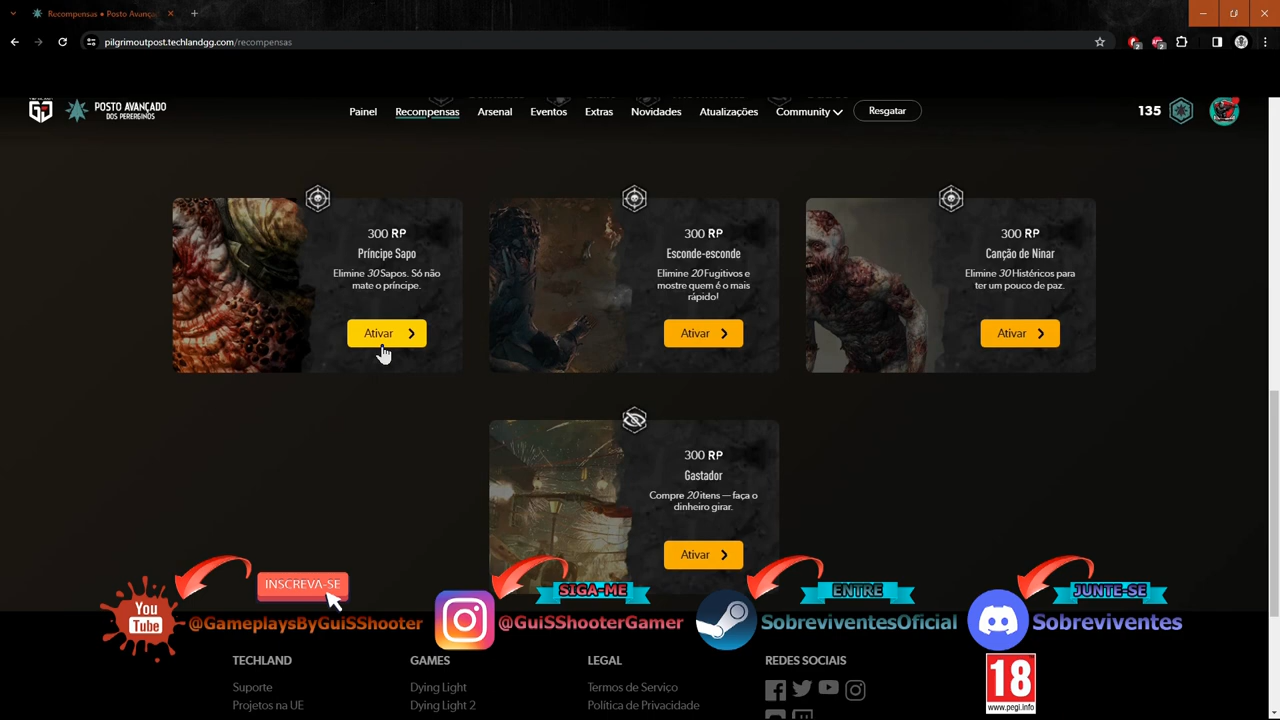 Recompensas • Posto Avanç
pilgrimoutpost.techlandgg.com/recompensas
GG
POSTO AVANÇADO
DOS PEREGRINOS
Painel
Recompensas
Arsenal
Eventos
Extras
Novidades
Atualizações
Community
Resgatar
135
300 RP
Príncipe Sapo
Elimine 30 Sapos. Só não
mate o príncipe.
Ativar
300 RP
Esconde-esconde
Elimine 20 Fugitivos e
mostre quem é o mais
rápido!
Ativar
300 RP
Canção de Ninar
Elimine 30 Histéricos para
ter um pouco de paz.
Ativar
300 RP
Gastador
Compre 20 itens — faça o
dinheiro girar.
Ativar
INSCREVA-SE
You
Tube
@GameplaysByGuiSShooter
SIGA-ME
@GuiSShooterGamer
ENTRE
SobreviventesOficial
JUNTE-SE
Sobreviventes
TECHLAND
Suporte
Projetos na UE
GAMES
Dying Light
Dying Light 2
LEGAL
Termos de Serviço
Política de Privacidade
REDES SOCIAIS
18
www.pegi.info